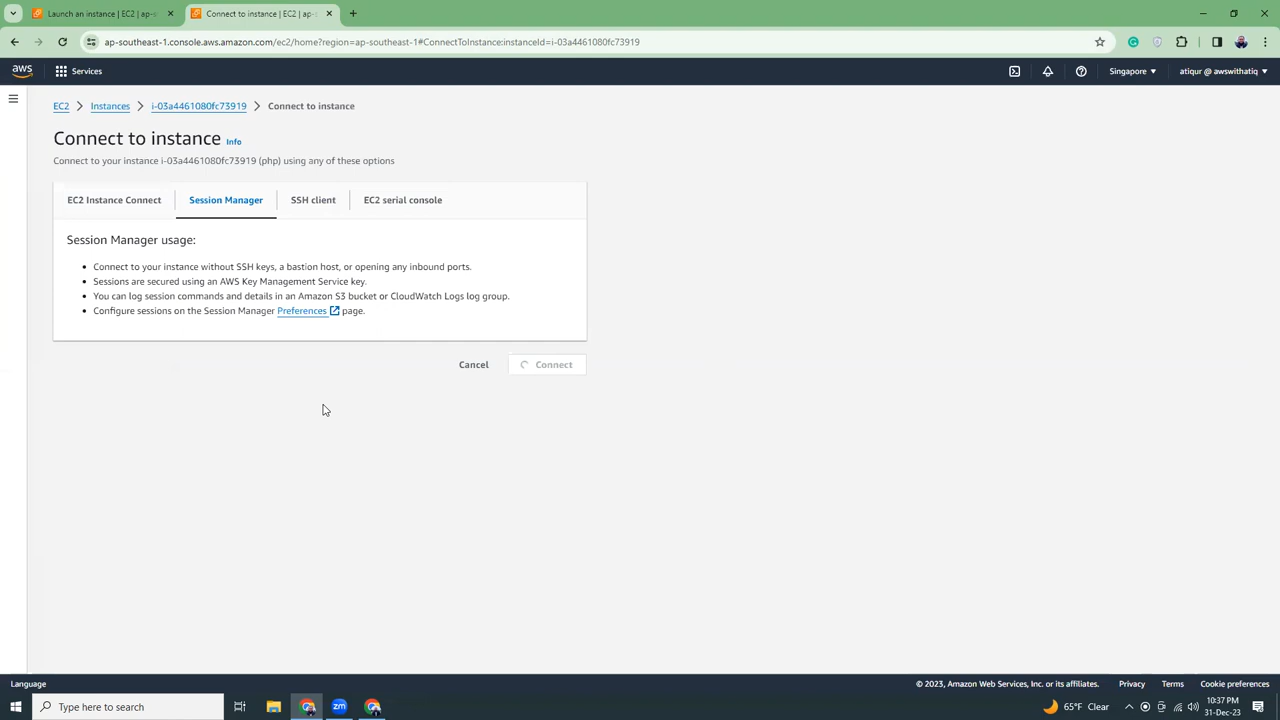 Launch an instance | EC2 | ap-s
Connect to instance | EC2 | ap-s
ap-southeast-1.console.aws.amazon.com/ec2/home?region=ap-southeast-1#ConnectToInstance:instanceId=i-03a4461080fc73919
aws
Services
Singapore
atiqur @ awswithatiq
EC2
Instances
i-03a4461080fc73919
Connect to instance
Connect to instance
Info
Connect to your instance i-03a4461080fc73919 (php) using any of these options
EC2 Instance Connect
Session Manager
SSH client
EC2 serial console
Session Manager usage:
Connect to your instance without SSH keys, a bastion host, or opening any inbound ports.
Sessions are secured using an AWS Key Management Service key.
You can log session commands and details in an Amazon S3 bucket or CloudWatch Logs log group.
Configure sessions on the Session Manager Preferences page.
Cancel
Connect
Language
© 2023, Amazon Web Services, Inc. or its affiliates.
Privacy
Terms
Cookie preferences
Type here to search
zm
65°F Clear
10:37 PM
31-Dec-23